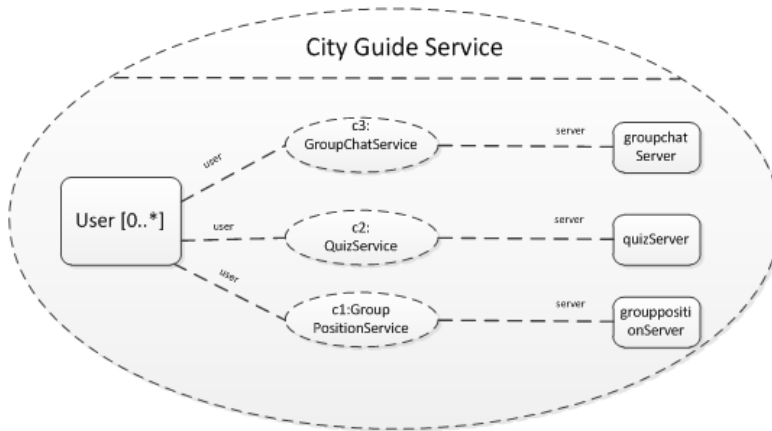 City Guide Service
c3:
GroupChatService
user
server
groupchat
Server
User [0..*]
user
c2:
QuizService
server
quizServer
user
c1:Group
PositionService
server
groupositi
onServer